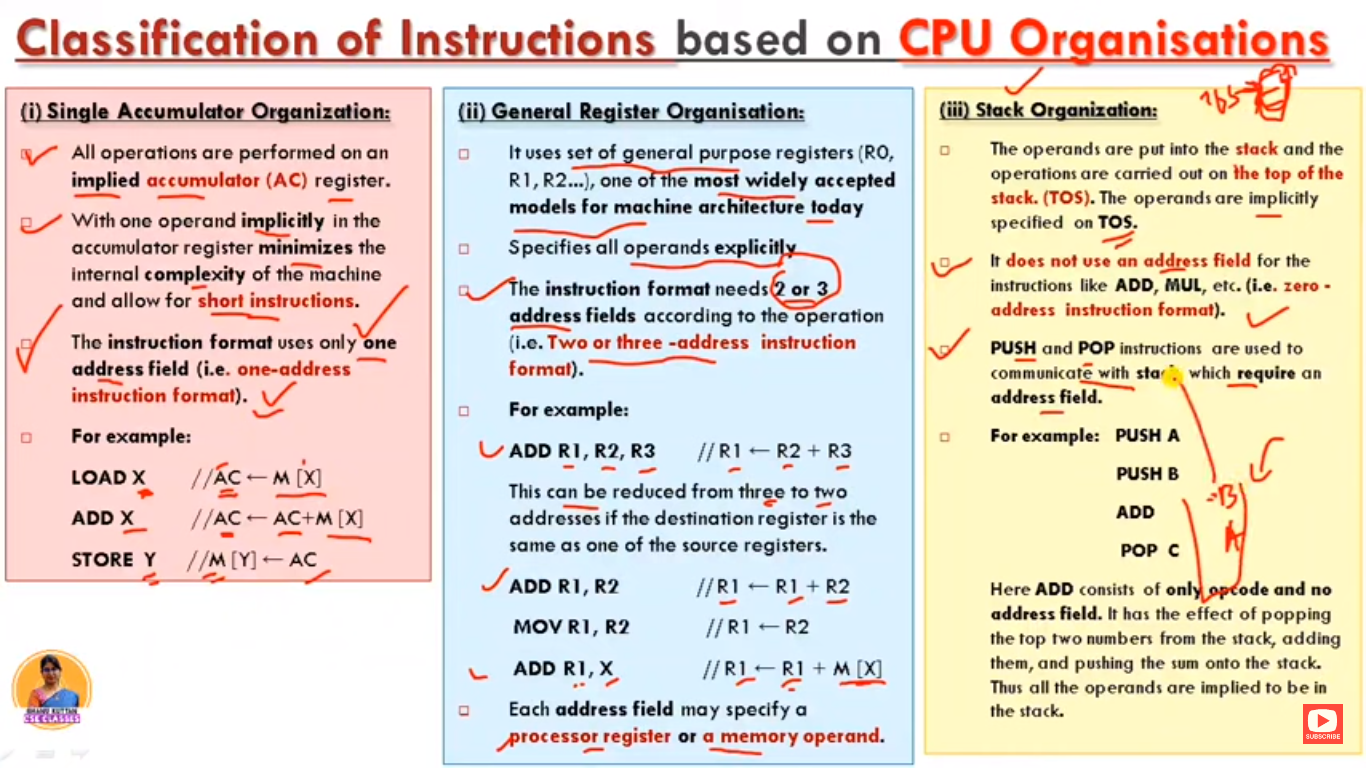 Classification of Instructions based on CPU Organisations
(i) Single Accumulator Organization:
All operations are performed on an
implied accumulator (AC) register.
With one operand implicitly in the
accumulator register minimizes the
internal complexity of the machine
and allow for short instructions.
The instruction format uses only one
address field (i.e. one-address
instruction format).
For example:
LOAD X //AC ← M [X]
ADD X //AC ← AC+M [X]
STORE Y //M [Y] ← AC
(ii) General Register Organisation:
It uses set of general purpose registers (R0,
R1, R2...), one of the most widely accepted
models for machine architecture today
Specifies all operands explicitly
The instruction format needs 2 or 3
address fields according to the operation
(i.e. Two or three -address instruction
format).
For example:
ADD R1, R2, R3 //R1 ← R2 + R3
This can be reduced from three to two
addresses if the destination register is the
same as one of the source registers.
ADD R1, R2 //R1 ← R1 + R2
MOV R1, R2 //R1 ← R2
ADD R1, X //R1 ← R1 + M [X]
Each address field may specify a
processor register or a memory operand.
(iii) Stack Organization:
The operands are put into the stack and the
operations are carried out on the top of the
stack. (TOS). The operands are implicitly
specified on TOS.
It does not use an address field for the
instructions like ADD, MUL, etc. (i.e. zero -
address instruction format).
PUSH and POP instructions are used to
communicate with stack which require an
address field.
For example: PUSH A
PUSH B
ADD
POP C
B
A
Here ADD consists of only opcode and no
address field. It has the effect of popping
the top two numbers from the stack, adding
them, and pushing the sum onto the stack.
Thus all the operands are implied to be in
the stack.
CSE CLASSES
SUBSCRIBE